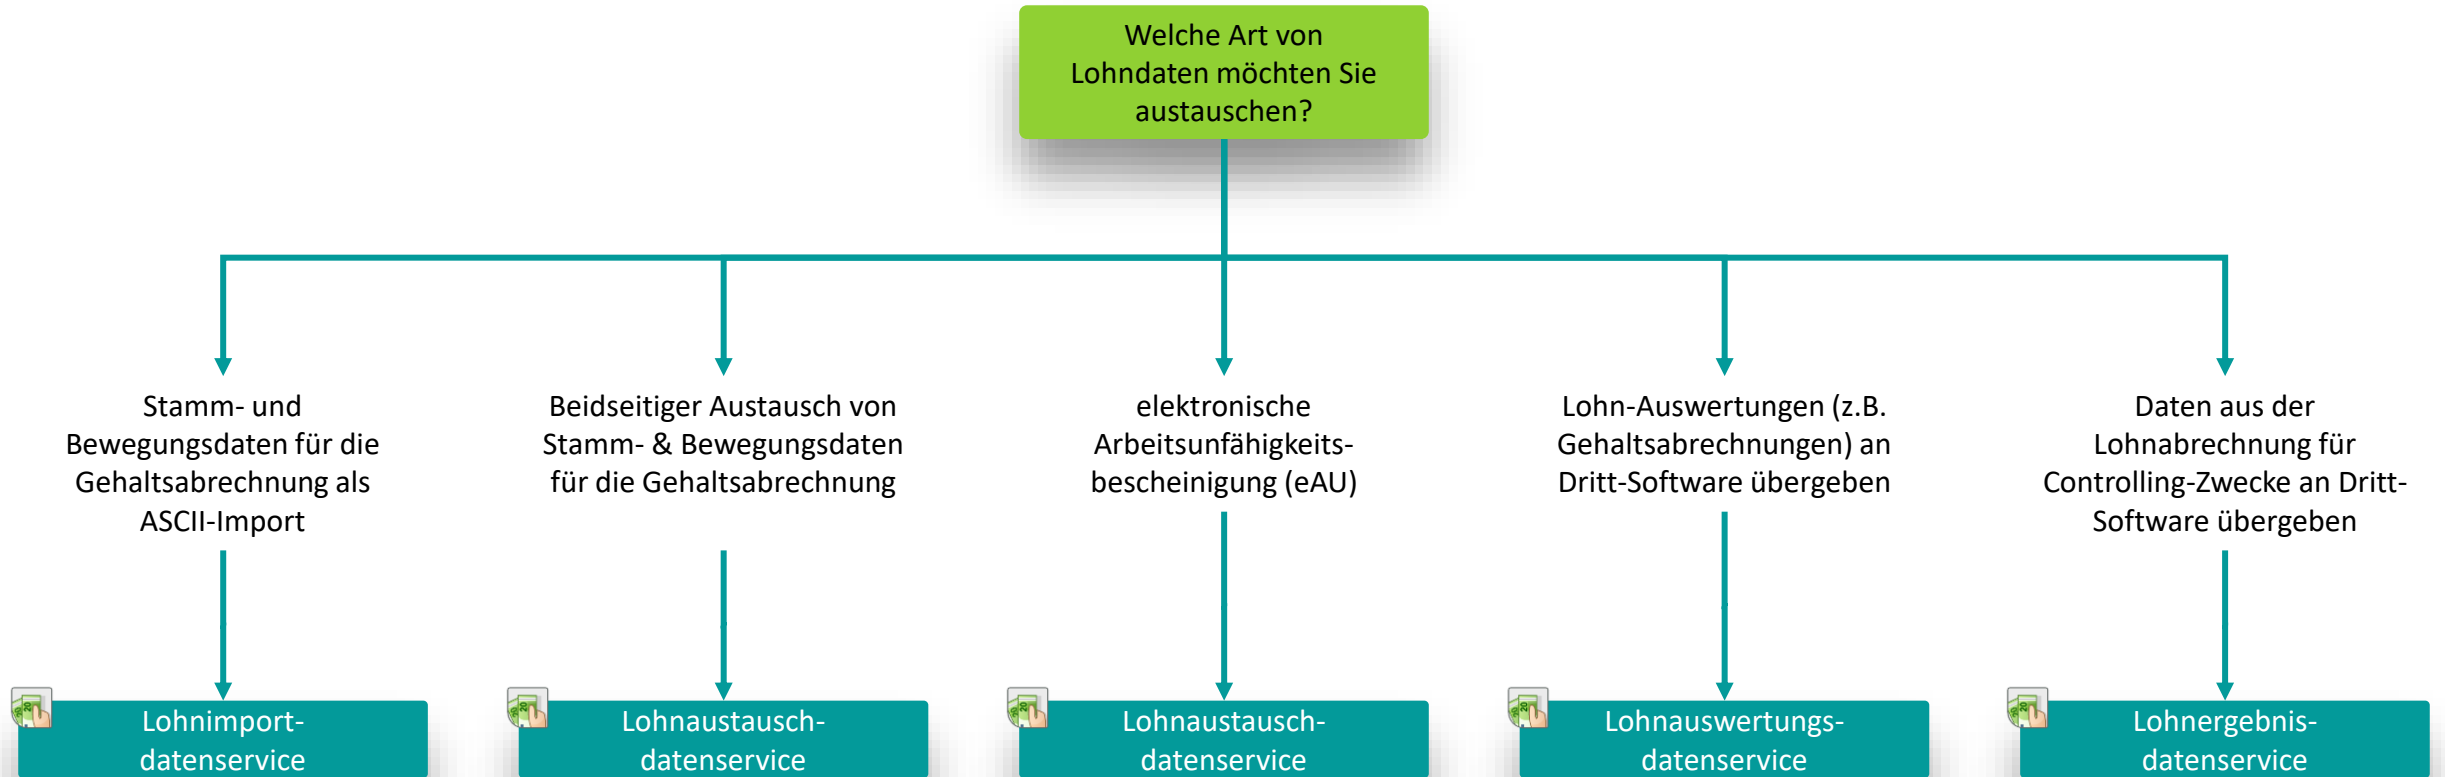 Welche Art von
Lohndaten möchten Sie
austauschen?
Stamm- und
Bewegungsdaten für die
Gehaltsabrechnung als
ASCII-Import
Beidseitiger Austausch von
Stamm- & Bewegungsdaten
für die Gehaltsabrechnung
elektronische
Arbeitsunfähigkeits-
bescheinigung (eAU)
Lohn-Auswertungen (z.B.
Gehaltsabrechnungen) an
Dritt-Software übergeben
Daten aus der
Lohnabrechnung für
Controlling-Zwecke an Dritt-
Software übergeben
Lohnimport-
datenservice
Lohnaustausch-
datenservice
Lohnaustausch-
datenservice
Lohnauswertungs-
datenservice
Lohnergebnis-
datenservice